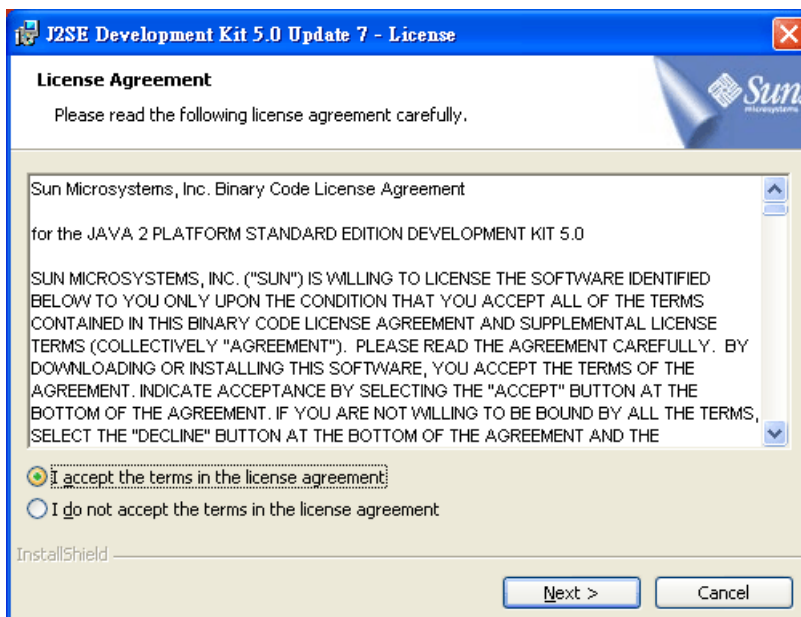 J2SE Development Kit 5.0 Update 7 - License
License Agreement
Please read the following license agreement carefully.
Sun
microsystems
Sun Microsystems, Inc. Binary Code License Agreement
for the JAVA 2 PLATFORM STANDARD EDITION DEVELOPMENT KIT 5.0
SUN MICROSYSTEMS, INC. ("SUN") IS WILLING TO LICENSE THE SOFTWARE IDENTIFIED
BELOW TO YOU ONLY UPON THE CONDITION THAT YOU ACCEPT ALL OF THE TERMS
CONTAINED IN THIS BINARY CODE LICENSE AGREEMENT AND SUPPLEMENTAL LICENSE
TERMS (COLLECTIVELY "AGREEMENT").  PLEASE READ THE AGREEMENT CAREFULLY.  BY
DOWNLOADING OR INSTALLING THIS SOFTWARE, YOU ACCEPT THE TERMS OF THE
AGREEMENT. INDICATE ACCEPTANCE BY SELECTING THE "ACCEPT" BUTTON AT THE
BOTTOM OF THE AGREEMENT. IF YOU ARE NOT WILLING TO BE BOUND BY ALL THE TERMS,
SELECT THE "DECLINE" BUTTON AT THE BOTTOM OF THE AGREEMENT AND THE
I accept the terms in the license agreement
I do not accept the terms in the license agreement
InstallShield
Next >
Cancel